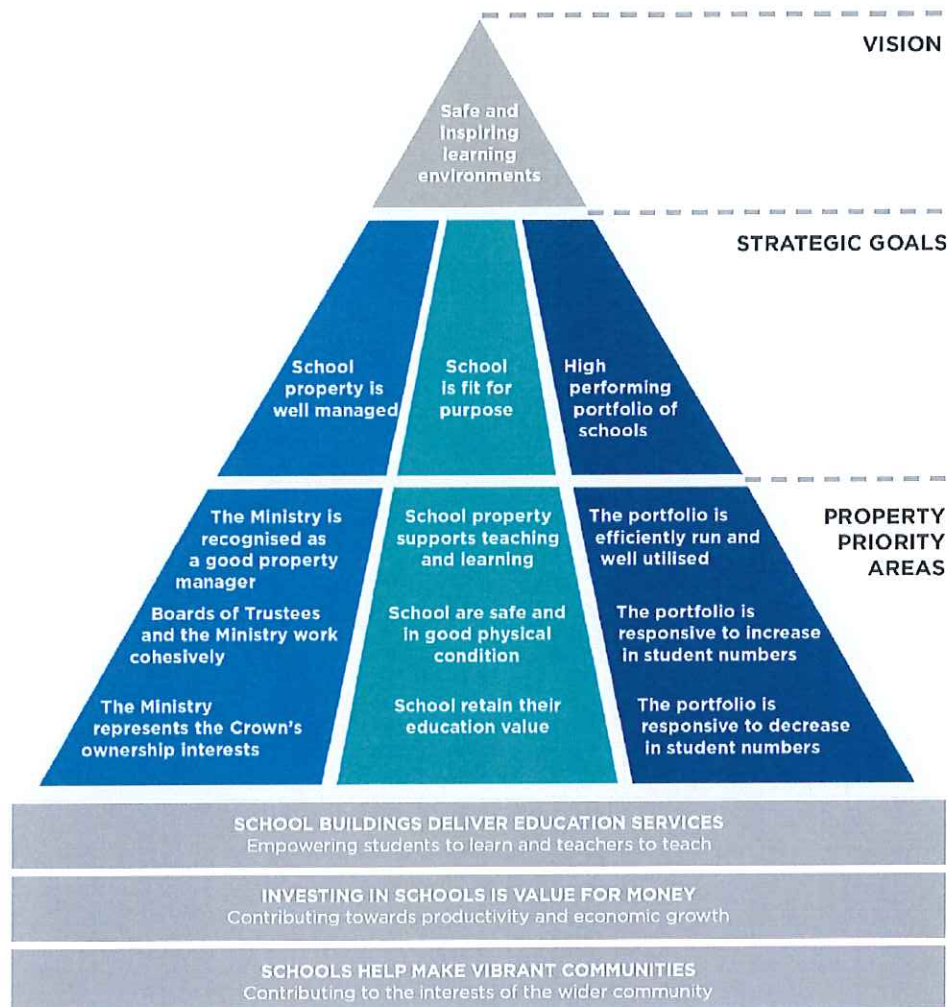 VISION
Safe and
inspiring
learning
environments
STRATEGIC GOALS
School
property is
well managed
School
is fit for
purpose
High
performing
portfolio of
schools
PROPERTY
PRIORITY
AREAS
The Ministry is
recognised as
a good property
manager
Boards of Trustees
and the Ministry work
cohesively
The Ministry
represents the Crown's
ownership interests
School property
supports teaching
and learning
School are safe and
in good physical
condition
School retain their
education value
The portfolio is
efficiently run and
well utilised
The portfolio is
responsive to increase
in student numbers
The portfolio is
responsive to decrease
in student numbers
SCHOOL BUILDINGS DELIVER EDUCATION SERVICES
Empowering students to learn and teachers to teach
INVESTING IN SCHOOLS IS VALUE FOR MONEY
Contributing towards productivity and economic growth
SCHOOLS HELP MAKE VIBRANT COMMUNITIES
Contributing to the interests of the wider community